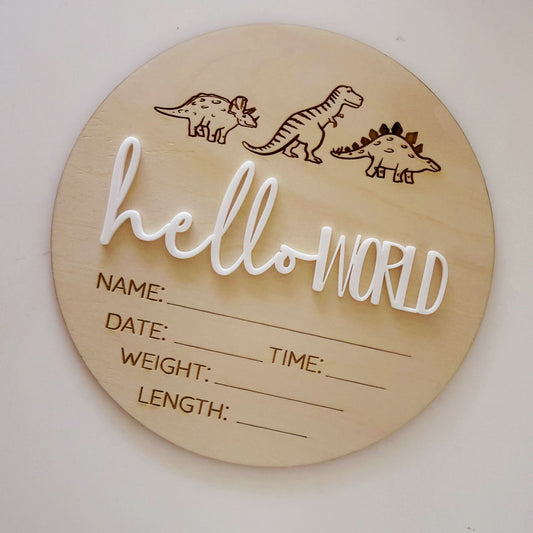 hello WORLD
NAME:
DATE: TIME:
WEIGHT:
LENGTH: